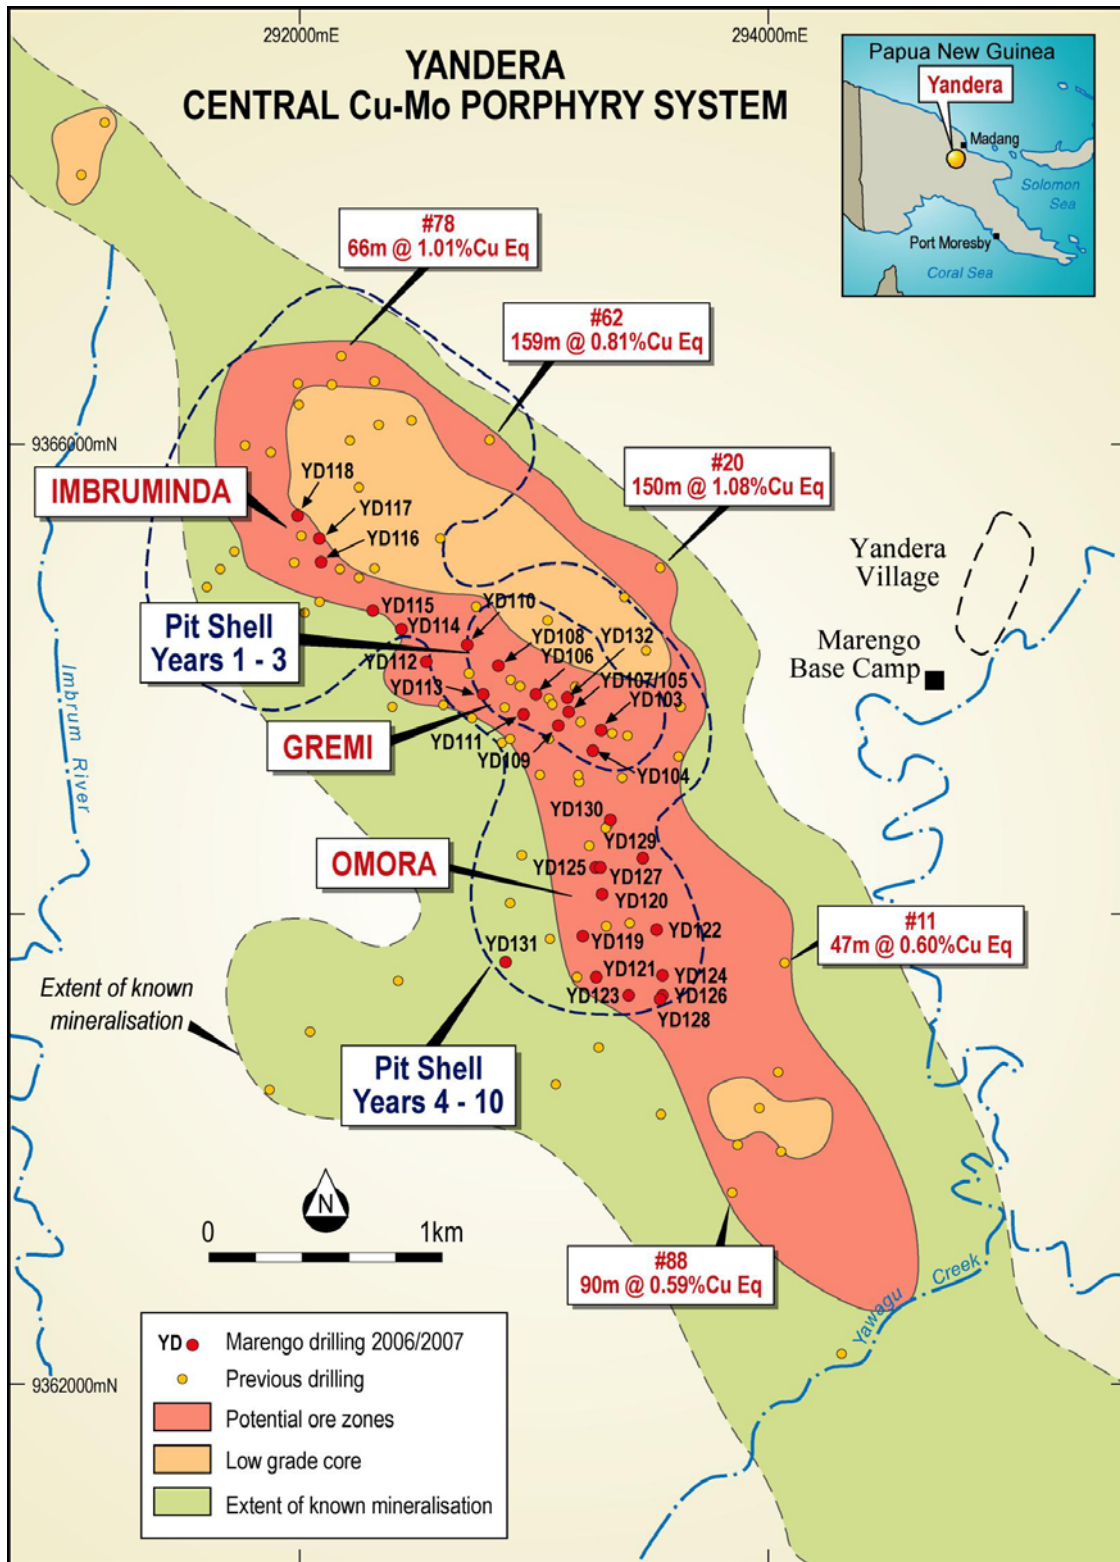 292000mE
294000mE
YANDERA
CENTRAL Cu-Mo PORPHYRY SYSTEM
Papua New Guinea
Yandera
Madang
Solomon
Sea
Port Moresby
Coral Sea
#78
66m @ 1.01%Cu Eq
#62
159m @ 0.81%Cu Eq
9366000mN
#20
150m @ 1.08%Cu Eq
IMBRUMINDA
YD118
YD117
YD116
Yandera
Village
YD115
YD114
YD110
Pit Shell
Years 1 - 3
YD108
YD132
YD106
YD112
Marengo
Base Camp
YD113
YD107/105
YD103
Imbrum River
GREMI
YD111
YD109
YD104
YD130
YD129
OMORA
YD125
YD127
YD120
#11
47m @ 0.60%Cu Eq
YD131
YD119
YD122
YD121
YD124
YD123
YD126
YD128
Extent of known
mineralisation
Pit Shell
Years 4 - 10
N
0
1km
#88
90m @ 0.59%Cu Eq
Yawagu Creek
YD
Marengo drilling 2006/2007
Previous drilling
9362000mN
Potential ore zones
Low grade core
Extent of known mineralisation